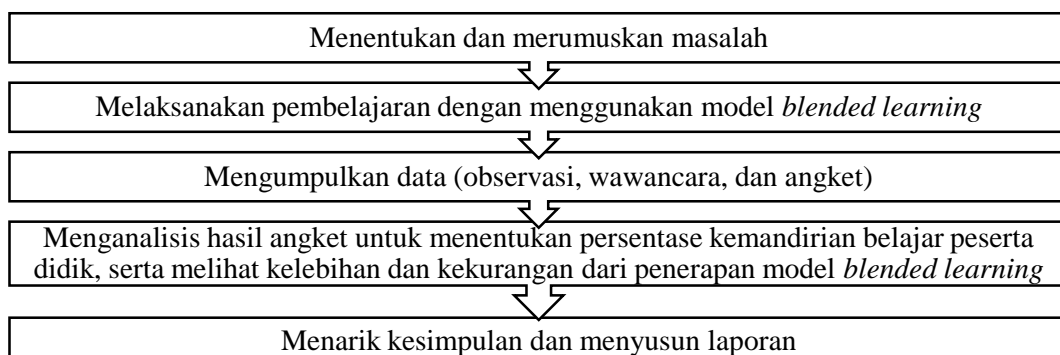 Menentukan dan merumuskan masalah
Melaksanakan pembelajaran dengan menggunakan model blended learning
Mengumpulkan data (observasi, wawancara, dan angket)
Menganalisis hasil angket untuk menentukan persentase kemandirian belajar peserta
didik, serta melihat kelebihan dan kekurangan dari penerapan model blended learning
Menarik kesimpulan dan menyusun laporan